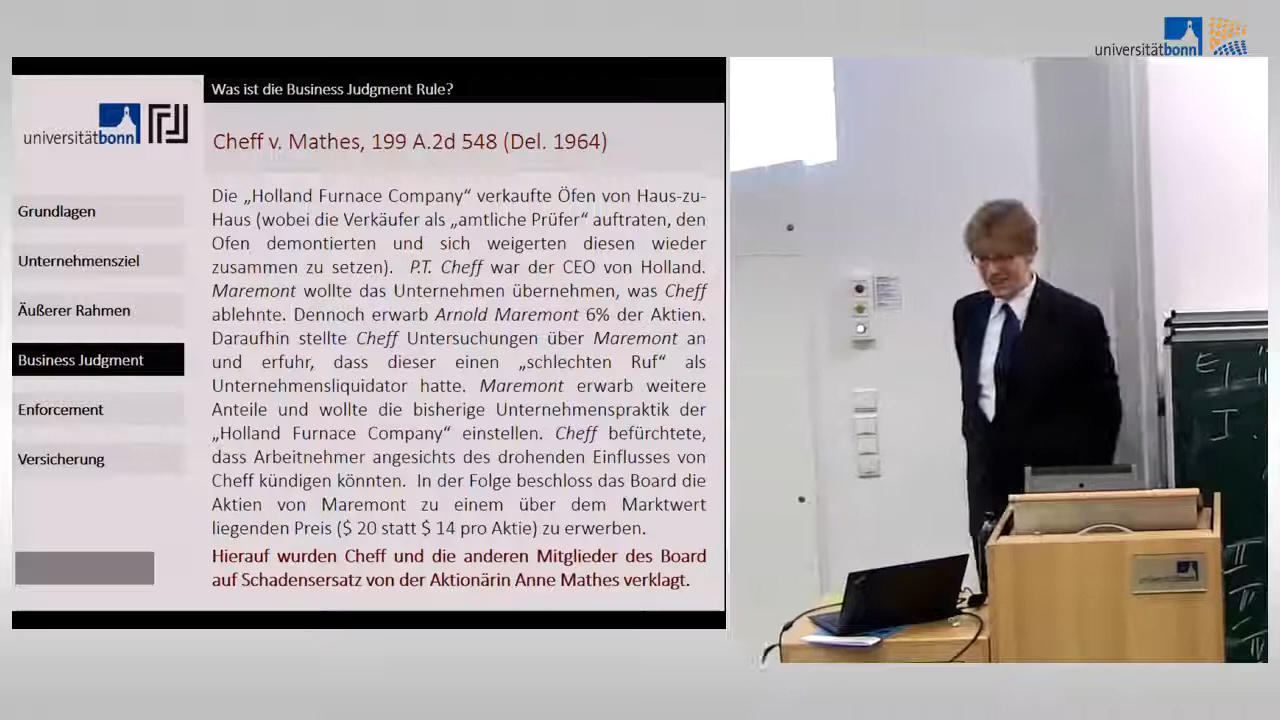 universitätbonn
Was ist die Business Judgment Rule?
universitätbonn
Cheff v. Mathes, 199 A.2d 548 (Del. 1964)
Die „Holland Furnace Company“ verkaufte Öfen von Haus-zu-
Haus (wobei die Verkäufer als „amtliche Prüfer“ auftraten, den
Ofen demontierten und sich weigerten diesen wieder
zusammen zu setzen). P.T. Cheff war der CEO von Holland.
Maremont wollte das Unternehmen übernehmen, was Cheff
ablehnte. Dennoch erwarb Arnold Maremont 6% der Aktien.
Daraufhin stellte Cheff Untersuchungen über Maremont an
und erfuhr, dass dieser einen „schlechten Ruf“ als
Unternehmensliquidator hatte. Maremont erwarb weitere
Anteile und wollte die bisherige Unternehmenspraktik der
„Holland Furnace Company“ einstellen. Cheff befürchtete,
dass Arbeitnehmer angesichts des drohenden Einflusses von
Cheff kündigen könnten. In der Folge beschloss das Board die
Aktien von Maremont zu einem über dem Marktwert
liegenden Preis ($ 20 statt $ 14 pro Aktie) zu erwerben.
Hierauf wurden Cheff und die anderen Mitglieder des Board
auf Schadensersatz von der Aktionärin Anne Mathes verklagt.
Grundlagen
Unternehmensziel
Äußerer Rahmen
Business Judgment
Enforcement
Versicherung
I.